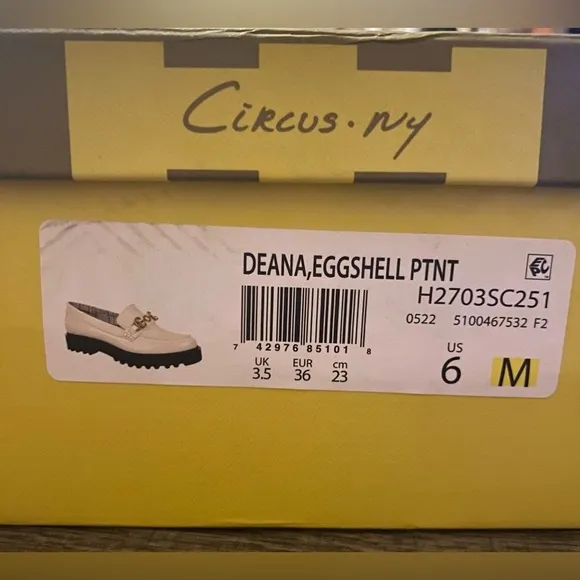 CiRCUS.NY
DEANA,EGGSHELL PTNT
H2703SC251
0522 5100467532 F2
7 42976 85101 8
UK EUR cm US
3.5 36 23 6 M